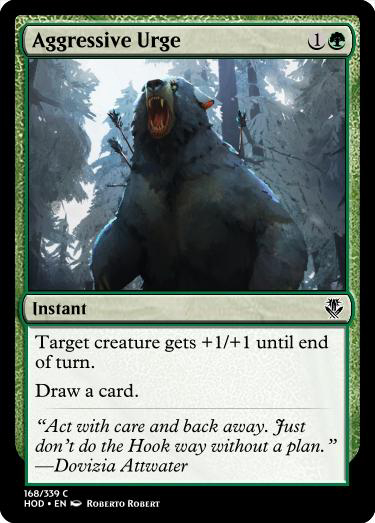 Aggressive Urge 1
Instant
Target creature gets +1/+1 until end
of turn.
Draw a card.
“Act with care and back away. Just
don’t do the Hook way without a plan.”
—Dovizia Attwater
168/339 C
HOD • EN Roberto Robert